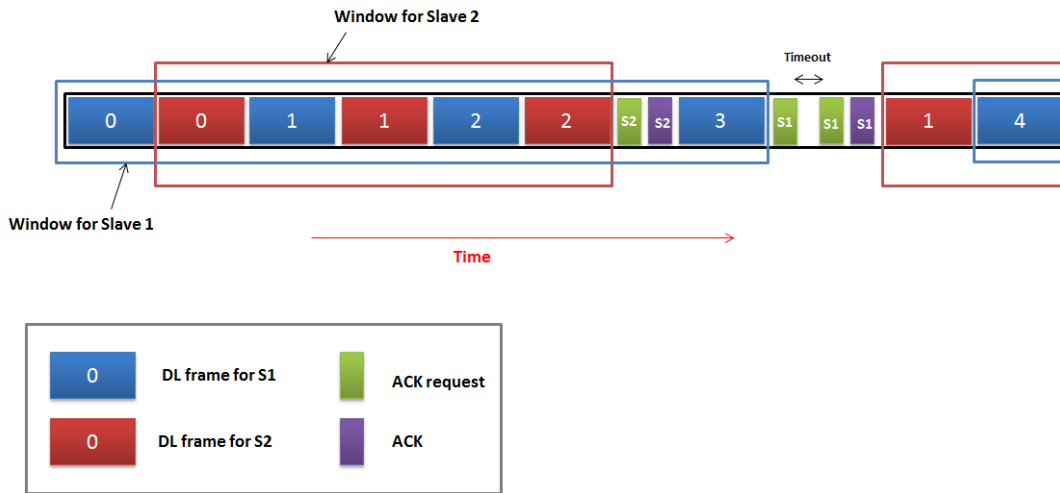 Window for Slave 2
Timeout
0 0 1 1 2 2 S2 S2 3 S1 S1 S1 1 4
Window for Slave 1
Time
0 DL frame for S1 ACK request
0 DL frame for S2 ACK